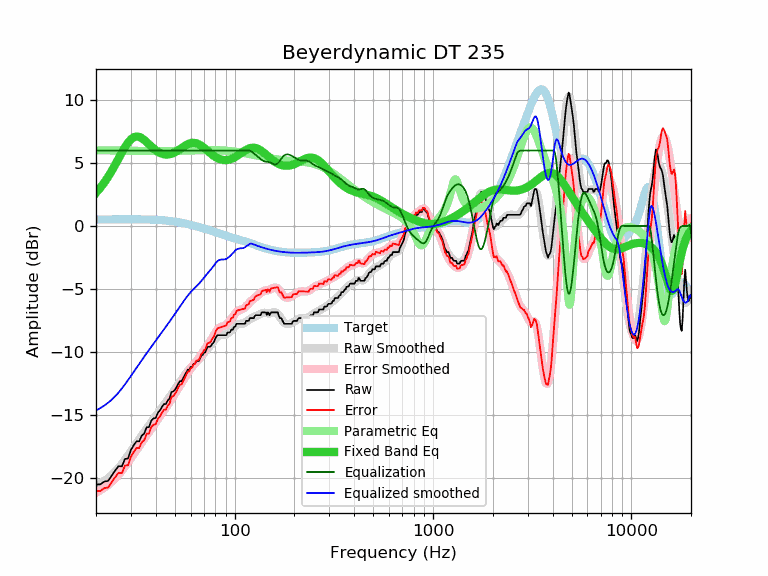 Beyerdynamic DT 235
10
5
0
−5
−10
−15
−20
Amplitude (dBr)
Target
Raw Smoothed
Error Smoothed
Raw
Error
Parametric Eq
Fixed Band Eq
Equalization
Equalized smoothed
100
1000
10000
Frequency (Hz)